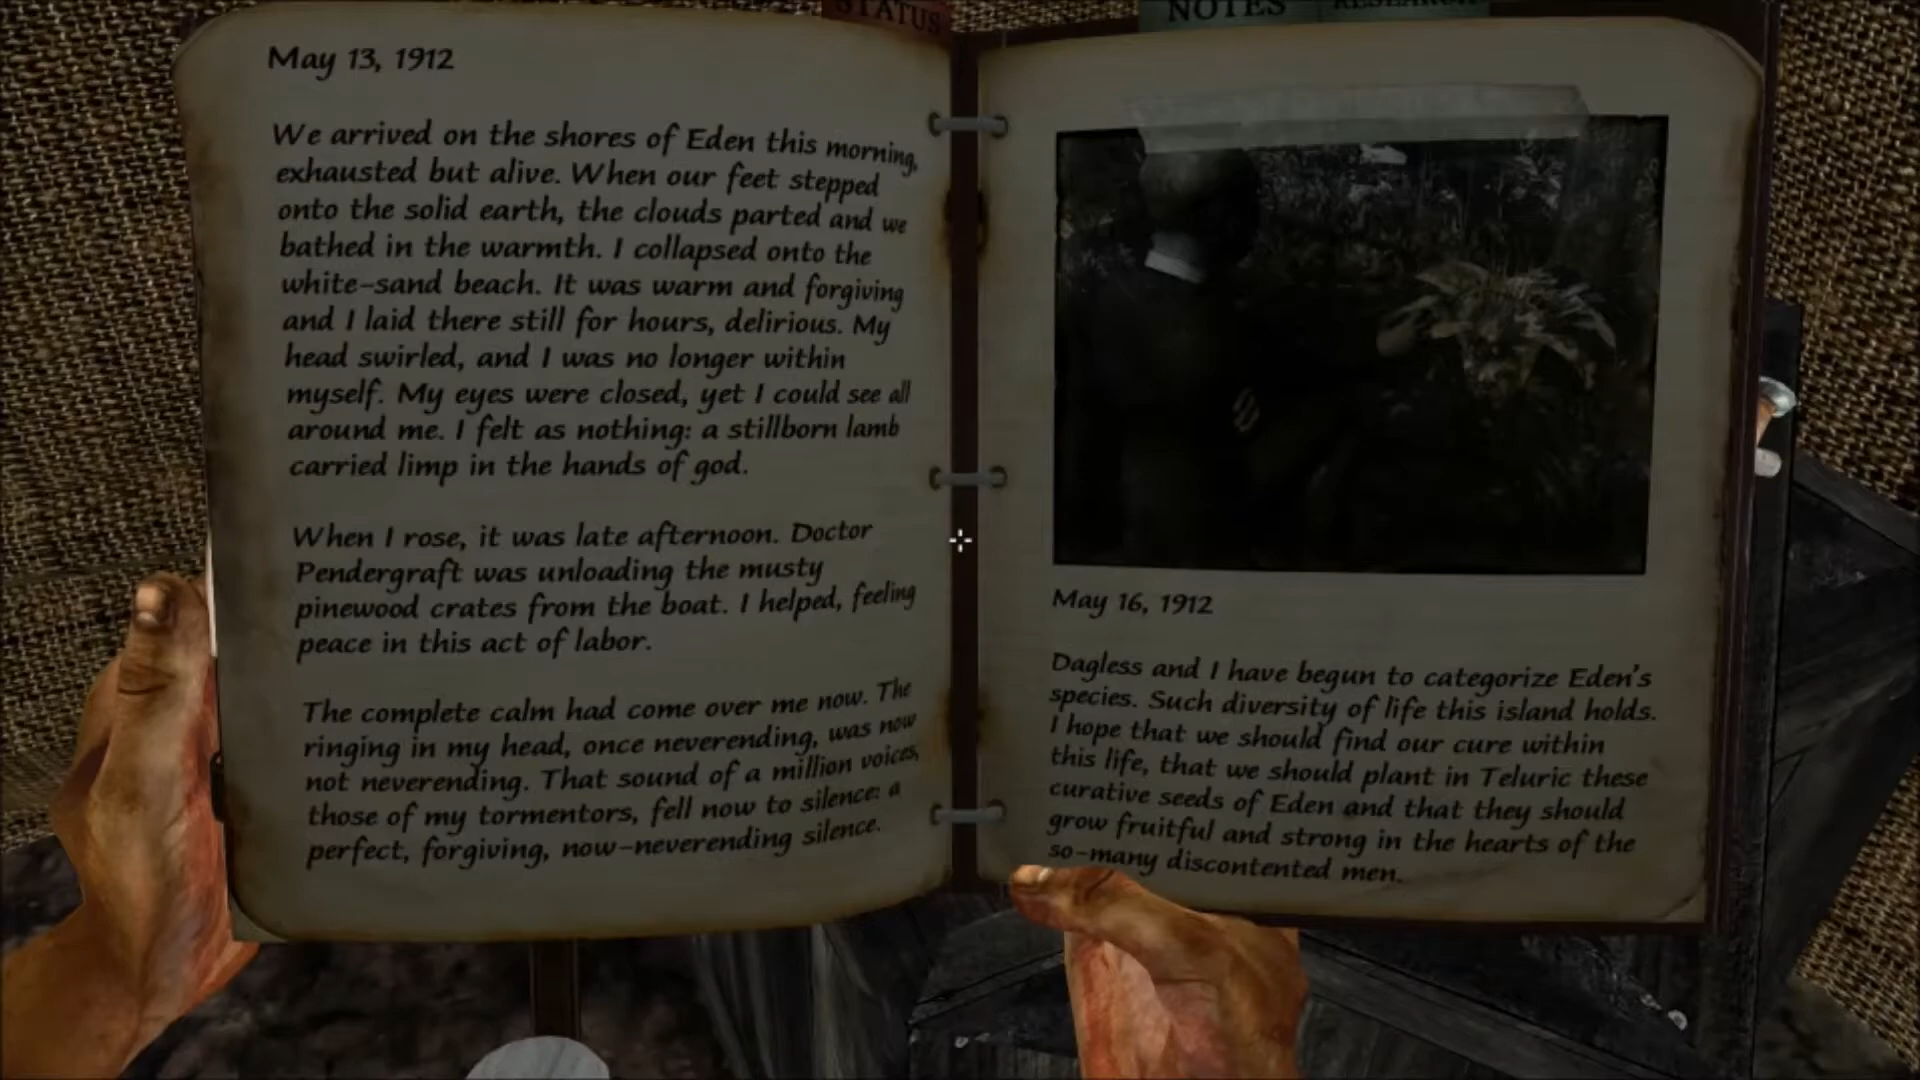 STATUS
NOTES
RESEARCH
May 13, 1912
We arrived on the shores of Eden this morning,
exhausted but alive. When our feet stepped
onto the solid earth, the clouds parted and we
bathed in the warmth. I collapsed onto the
white-sand beach. It was warm and forgiving
and I laid there still for hours, delirious. My
head swirled, and I was no longer within
myself. My eyes were closed, yet I could see all
around me. I felt as nothing: a stillborn lamb
carried limp in the hands of god.
When I rose, it was late afternoon. Doctor
Pendergraft was unloading the musty
pinewood crates from the boat. I helped, feeling
peace in this act of labor.
The complete calm had come over me now. The
ringing in my head, once neverending, was now
not neverending. That sound of a million voices,
those of my tormentors, fell now to silence: a
perfect, forgiving, now-neverending silence.
May 16, 1912
Dagless and I have begun to categorize Eden's
species. Such diversity of life this island holds.
I hope that we should find our cure within
this life, that we should plant in Teluric these
curative seeds of Eden and that they should
grow fruitful and strong in the hearts of the
so-many discontented men.